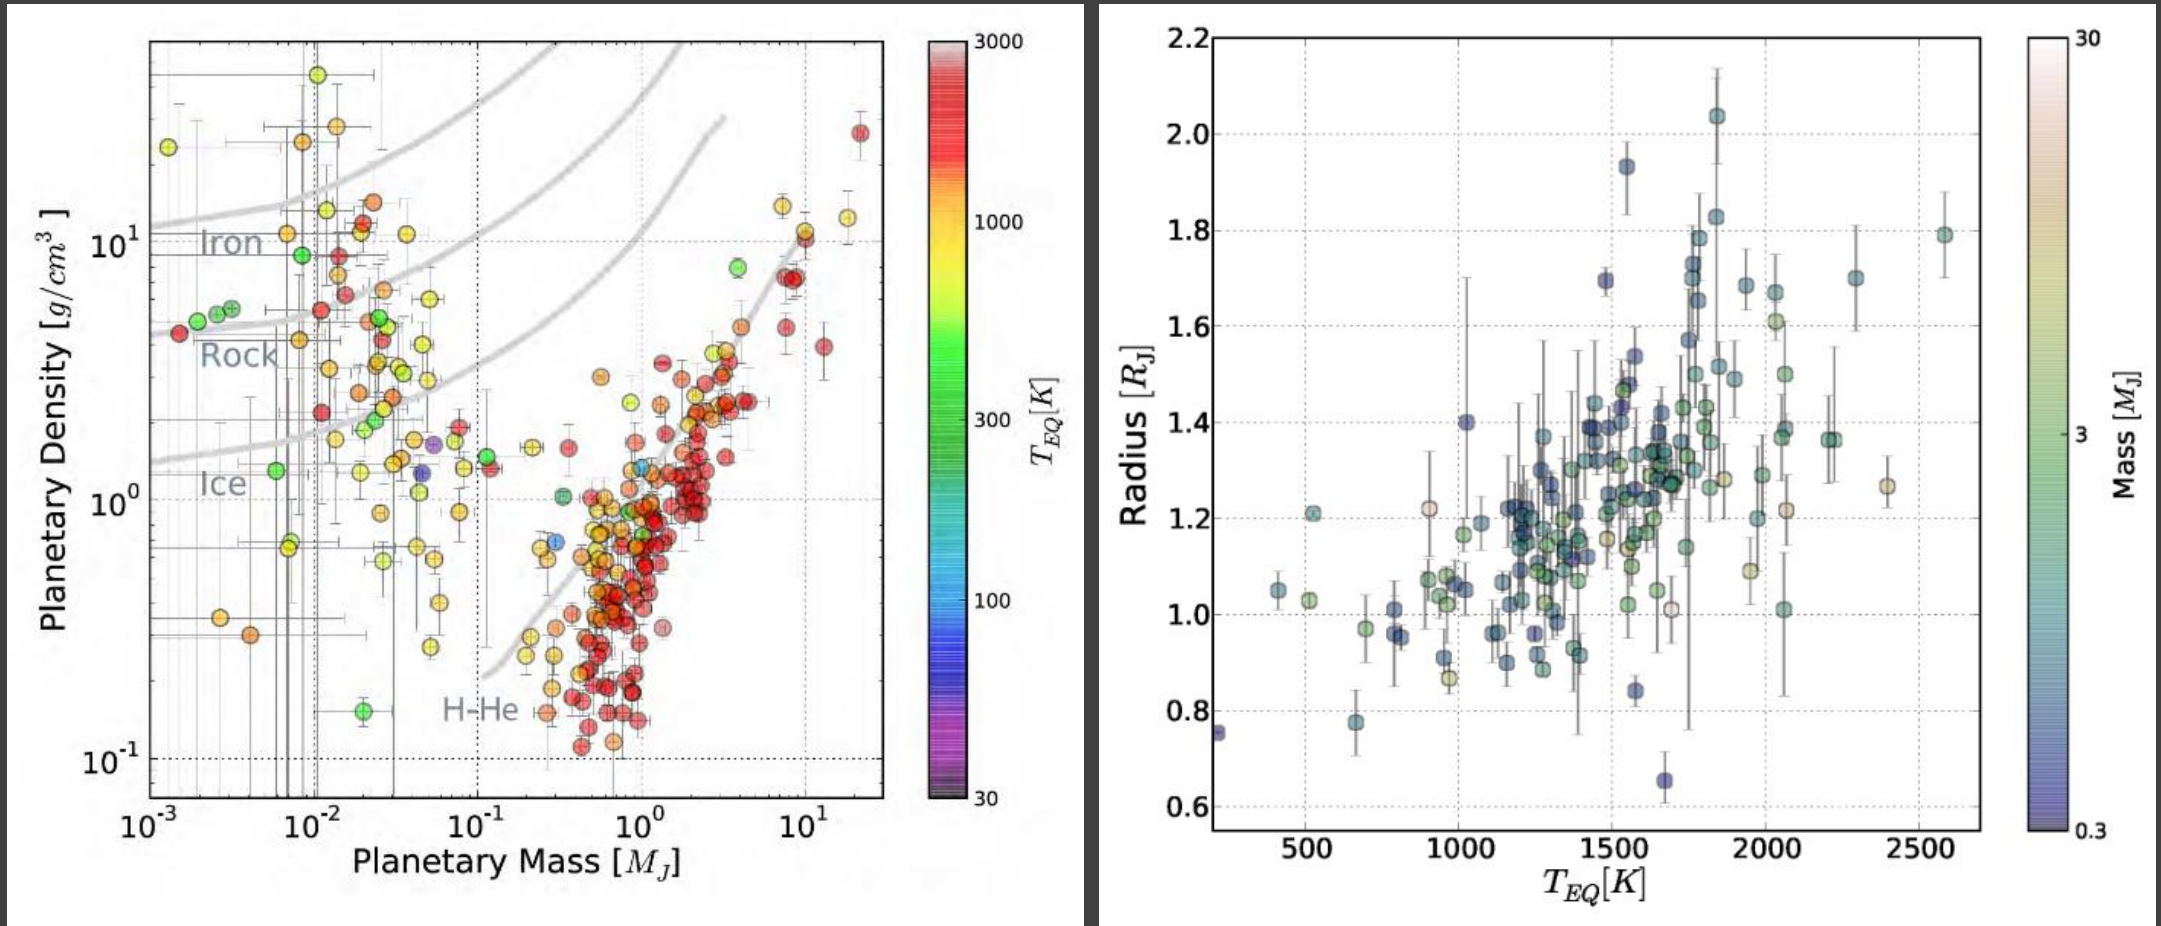 Planetary Density [g/cm³]
10¹
10⁰
10⁻¹
Iron
Rock
Ice
H-He
10⁻³ 10⁻² 10⁻¹ 10⁰ 10¹
Planetary Mass [M_J]
3000
1000
300
100
30
T_EQ[K]
Radius [R_J]
2.2
2.0
1.8
1.6
1.4
1.2
1.0
0.8
0.6
500 1000 1500 2000 2500
T_EQ[K]
30
3
0.3
Mass [M_J]